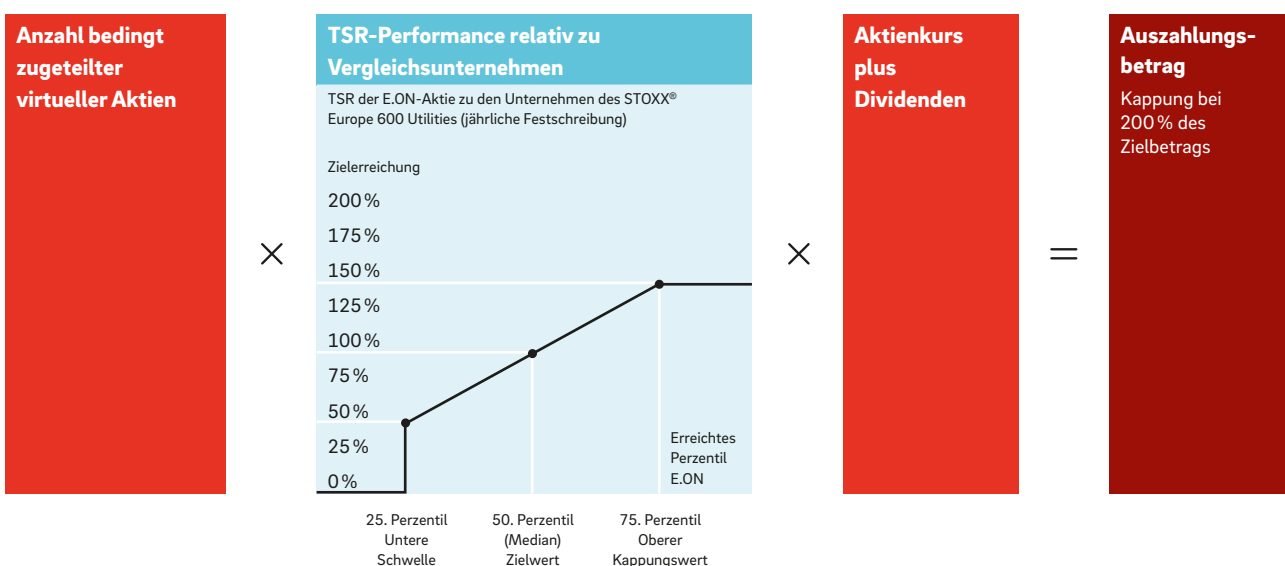 Anzahl bedingt
zugeteilter
virtueller Aktien
×
TSR-Performance relativ zu
Vergleichsunternehmen
TSR der E.ON-Aktie zu den Unternehmen des STOXX®
Europe 600 Utilities (jährliche Festschreibung)
Zielerreichung
200 %
175 %
150 %
125 %
100 %
75 %
50 %
25 %
0 %
Erreichtes
Perzentil
E.ON
25. Perzentil
Untere
Schwelle
50. Perzentil
(Median)
Zielwert
75. Perzentil
Oberer
Kappungswert
×
Aktienkurs
plus
Dividenden
=
Auszahlungs-
betrag
Kappung bei
200 % des
Zielbetrags